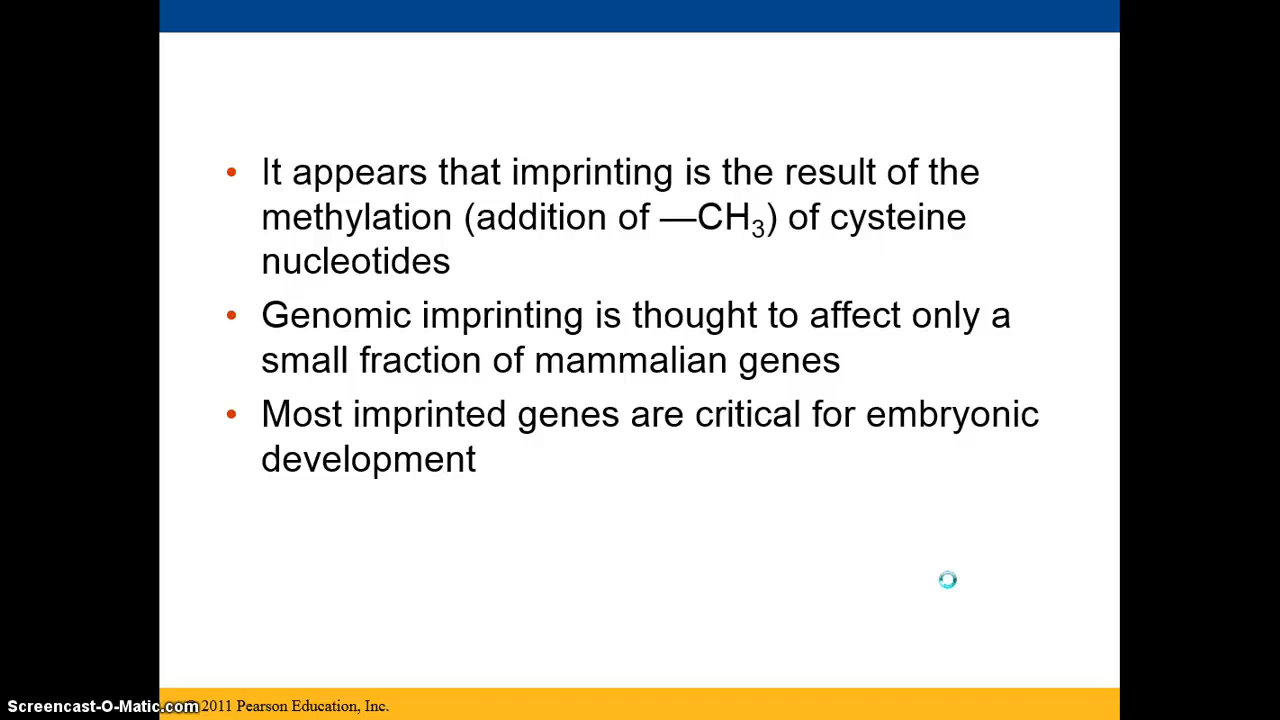 • It appears that imprinting is the result of the
methylation (addition of —CH₃) of cysteine
nucleotides
• Genomic imprinting is thought to affect only a
small fraction of mammalian genes
• Most imprinted genes are critical for embryonic
development
Screencast-O-Matic.com 2011 Pearson Education, Inc.